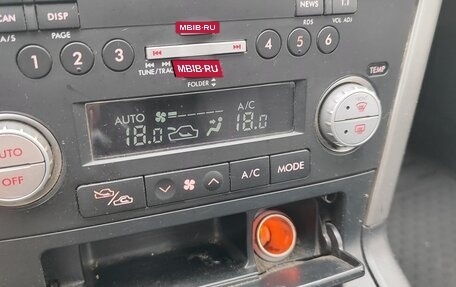 SCAN DISP NEWS
A/S PAGE MBIB-RU RDS VOL ADJ
1 2 3 4 5 6
TUNE/TRACK MBIB-RU
FOLDER
TEMP
AUTO A/C
18.0 18.0
AUTO
OFF
A/C MODE